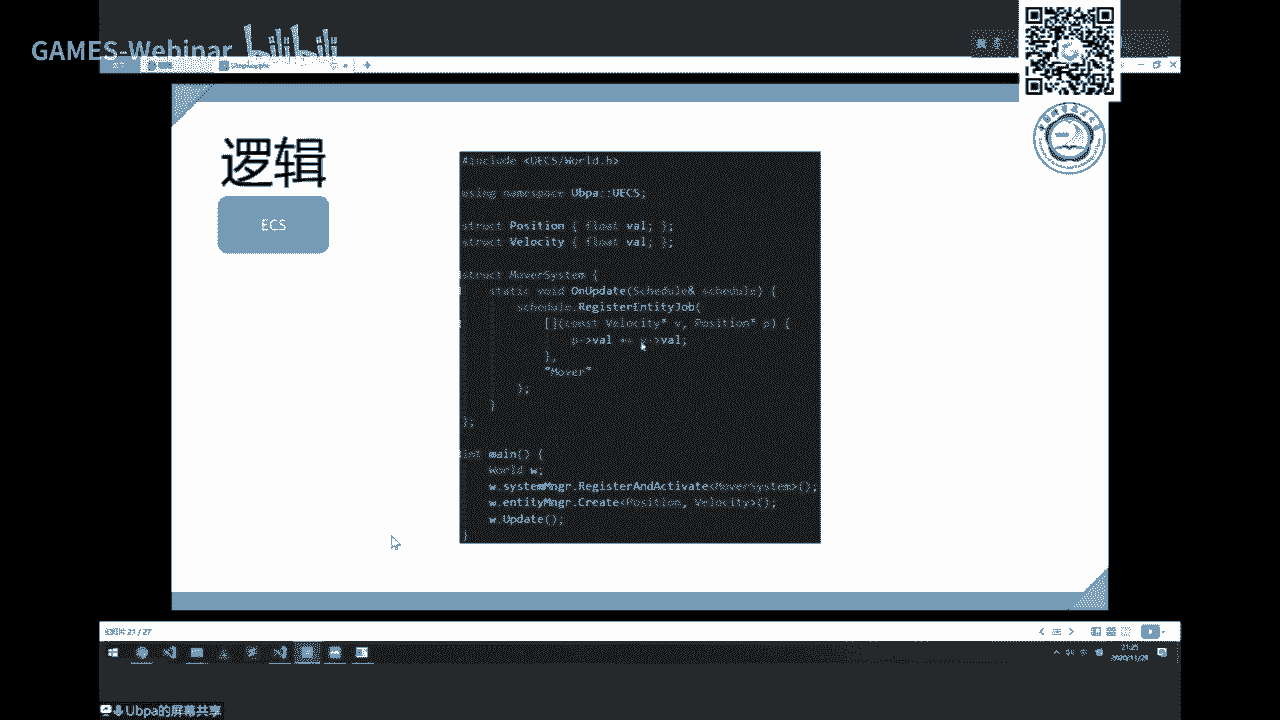 GAMES-Webinar bilibili
逻辑
ECS
#include <UECS/World.h>
using namespace Ubpa::UECS;
struct Position { float val; };
struct Velocity { float val; };
struct MoverSystem {
static void OnUpdate(Schedule& schedule) {
schedule.RegisterEntityJob(
[](const Velocity* v, Position* p) {
p->val += v->val;
},
"Mover"
);
}
};
int main() {
World w;
w.systemMngr.RegisterAndActivate<MoverSystem>();
w.entityMngr.Create<Position, Velocity>();
w.Update();
}
幻灯片 21 / 27
21:25
Ubpa的屏幕共享